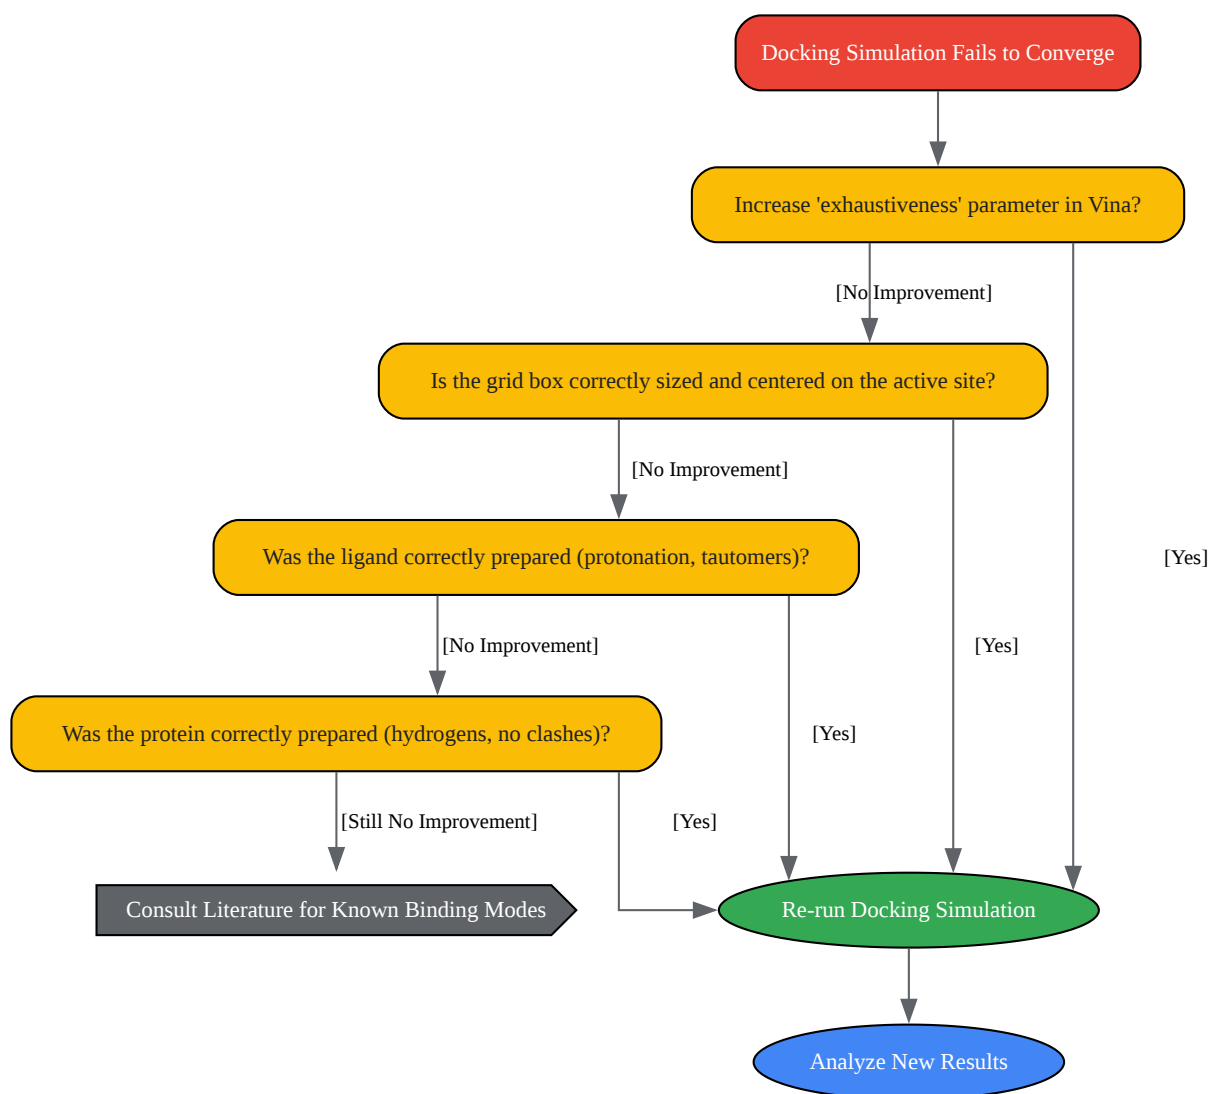 Docking Simulation Fails to Converge
Increase 'exhaustiveness' parameter in Vina?
[No Improvement]
Is the grid box correctly sized and centered on the active site?
[No Improvement]
Was the ligand correctly prepared (protonation, tautomers)?
[Yes]
[No Improvement]
[Yes]
Was the protein correctly prepared (hydrogens, no clashes)?
[Yes]
[Still No Improvement]
[Yes]
Consult Literature for Known Binding Modes
Re-run Docking Simulation
Analyze New Results